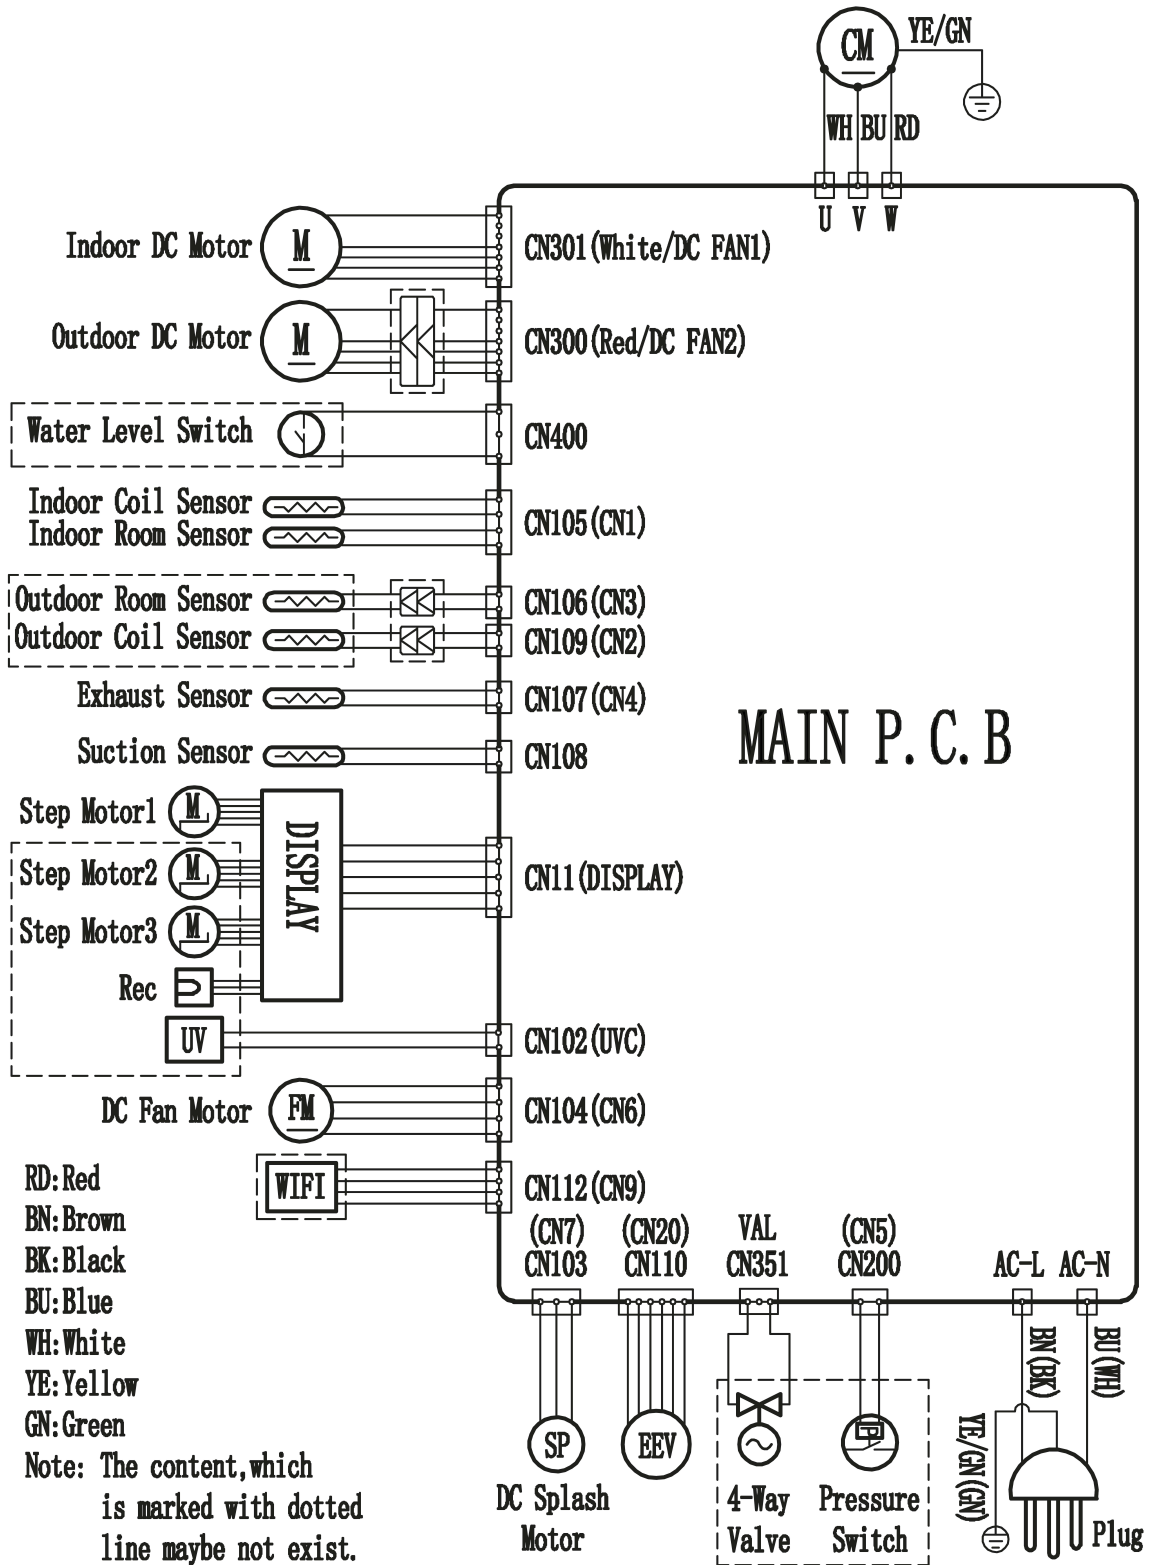 CM
YE/GN
WH BU RD
U V W
Indoor DC Motor
M
CN301(White/DC FAN1)
Outdoor DC Motor
M
CN300(Red/DC FAN2)
Water Level Switch
CN400
Indoor Coil Sensor
Indoor Room Sensor
CN105(CN1)
Outdoor Room Sensor
CN106(CN3)
Outdoor Coil Sensor
CN109(CN2)
Exhaust Sensor
CN107(CN4)
MAIN P.C.B
Suction Sensor
CN108
Step Motor1
M
DISPLAY
Step Motor2
M
CN11(DISPLAY)
Step Motor3
M
Rec
UV
CN102(UVC)
DC Fan Motor
FM
CN104(CN6)
WIFI
CN112(CN9)
(CN7)
CN103
(CN20)
CN110
VAL
CN351
(CN5)
CN200
AC-L
AC-N
BN(BK)
BU(WH)
YE/GN(GN)
SP
EEV
P
DC Splash
Motor
4-Way
Valve
Pressure
Switch
Plug
RD:Red
BN:Brown
BK:Black
BU:Blue
WH:White
YE:Yellow
GN:Green
Note: The content,which
is marked with dotted
line maybe not exist.